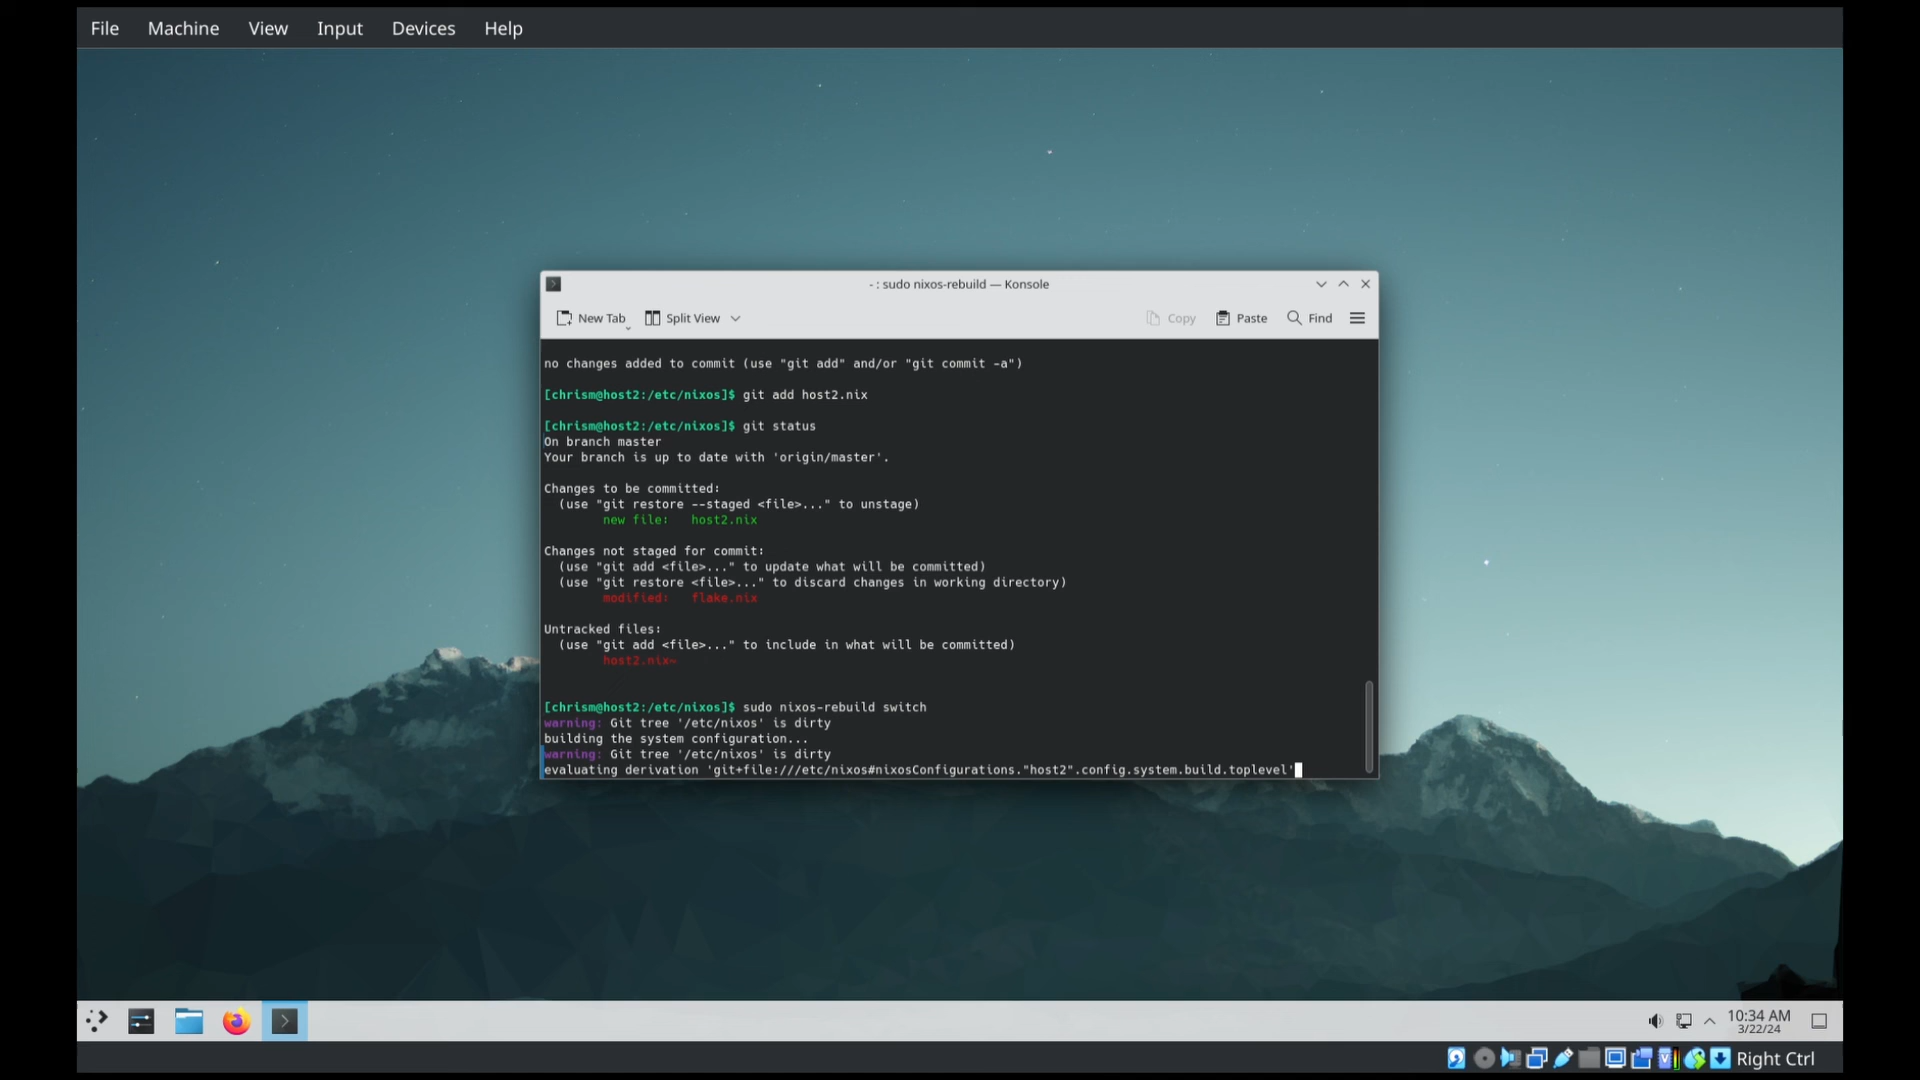 File Machine View Input Devices Help
- : sudo nixos-rebuild — Konsole
New Tab Split View Copy Paste Find
no changes added to commit (use "git add" and/or "git commit -a")
[chrism@host2:/etc/nixos]$ git add host2.nix
[chrism@host2:/etc/nixos]$ git status
On branch master
Your branch is up to date with 'origin/master'.
Changes to be committed:
(use "git restore --staged <file>..." to unstage)
new file: host2.nix
Changes not staged for commit:
(use "git add <file>..." to update what will be committed)
(use "git restore <file>..." to discard changes in working directory)
modified: flake.nix
Untracked files:
(use "git add <file>..." to include in what will be committed)
host2.nix~
[chrism@host2:/etc/nixos]$ sudo nixos-rebuild switch
warning: Git tree '/etc/nixos' is dirty
building the system configuration...
warning: Git tree '/etc/nixos' is dirty
evaluating derivation 'git+file:///etc/nixos#nixosConfigurations."host2".config.system.build.toplevel'
10:34 AM
3/22/24
Right Ctrl